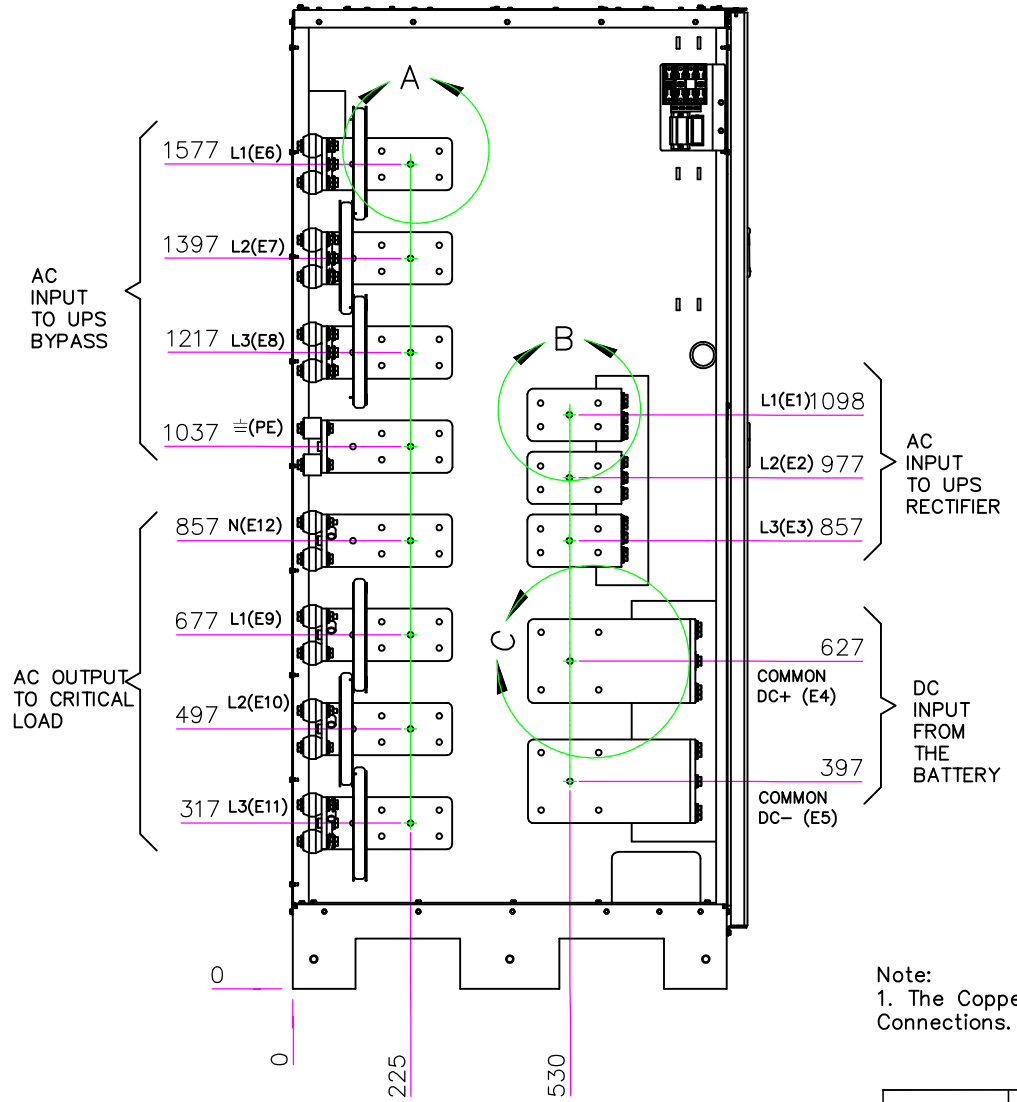 A
1577 L1(E6)
1397 L2(E7)
AC
INPUT
TO UPS
BYPASS
1217 L3(E8)
1037 ⏚(PE)
B
L1(E1)1098
L2(E2) 977
L3(E3) 857
AC
INPUT
TO UPS
RECTIFIER
857 N(E12)
677 L1(E9)
AC OUTPUT
TO CRITICAL
LOAD
L2(E10)
497
317 L3(E11)
C
627
COMMON
DC+ (E4)
397
COMMON
DC- (E5)
DC
INPUT
FROM
THE
BATTERY
0
0
225
530
Note:
1. The Coppe
Connections.